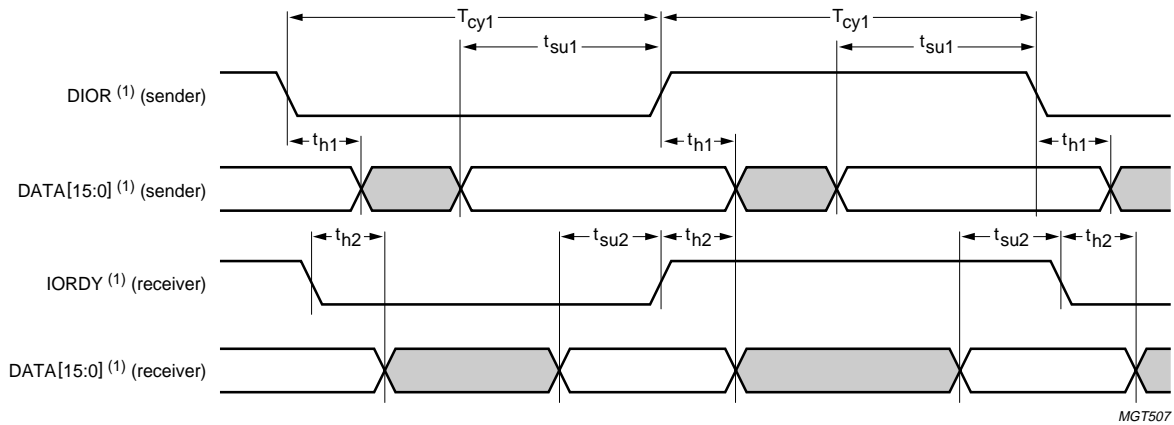 Tcy1 Tcy1
tsu1 tsu1
DIOR (1) (sender)
th1 th1 th1
DATA[15:0] (1) (sender)
th2 tsu2 th2 tsu2 th2
IORDY (1) (receiver)
DATA[15:0] (1) (receiver)
MGT507